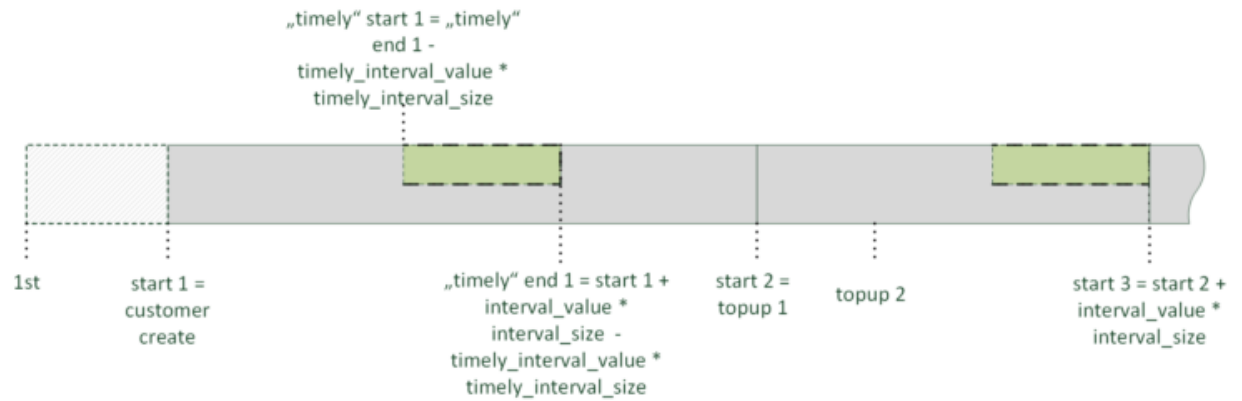 „timely“ start 1 = „timely“
end 1 -
timely_interval_value *
timely_interval_size
1st
start 1 =
customer
create
„timely“ end 1 = start 1 +
interval_value *
interval_size -
timely_interval_value *
timely_interval_size
start 2 =
topup 1
topup 2
start 3 = start 2 +
interval_value *
interval_size